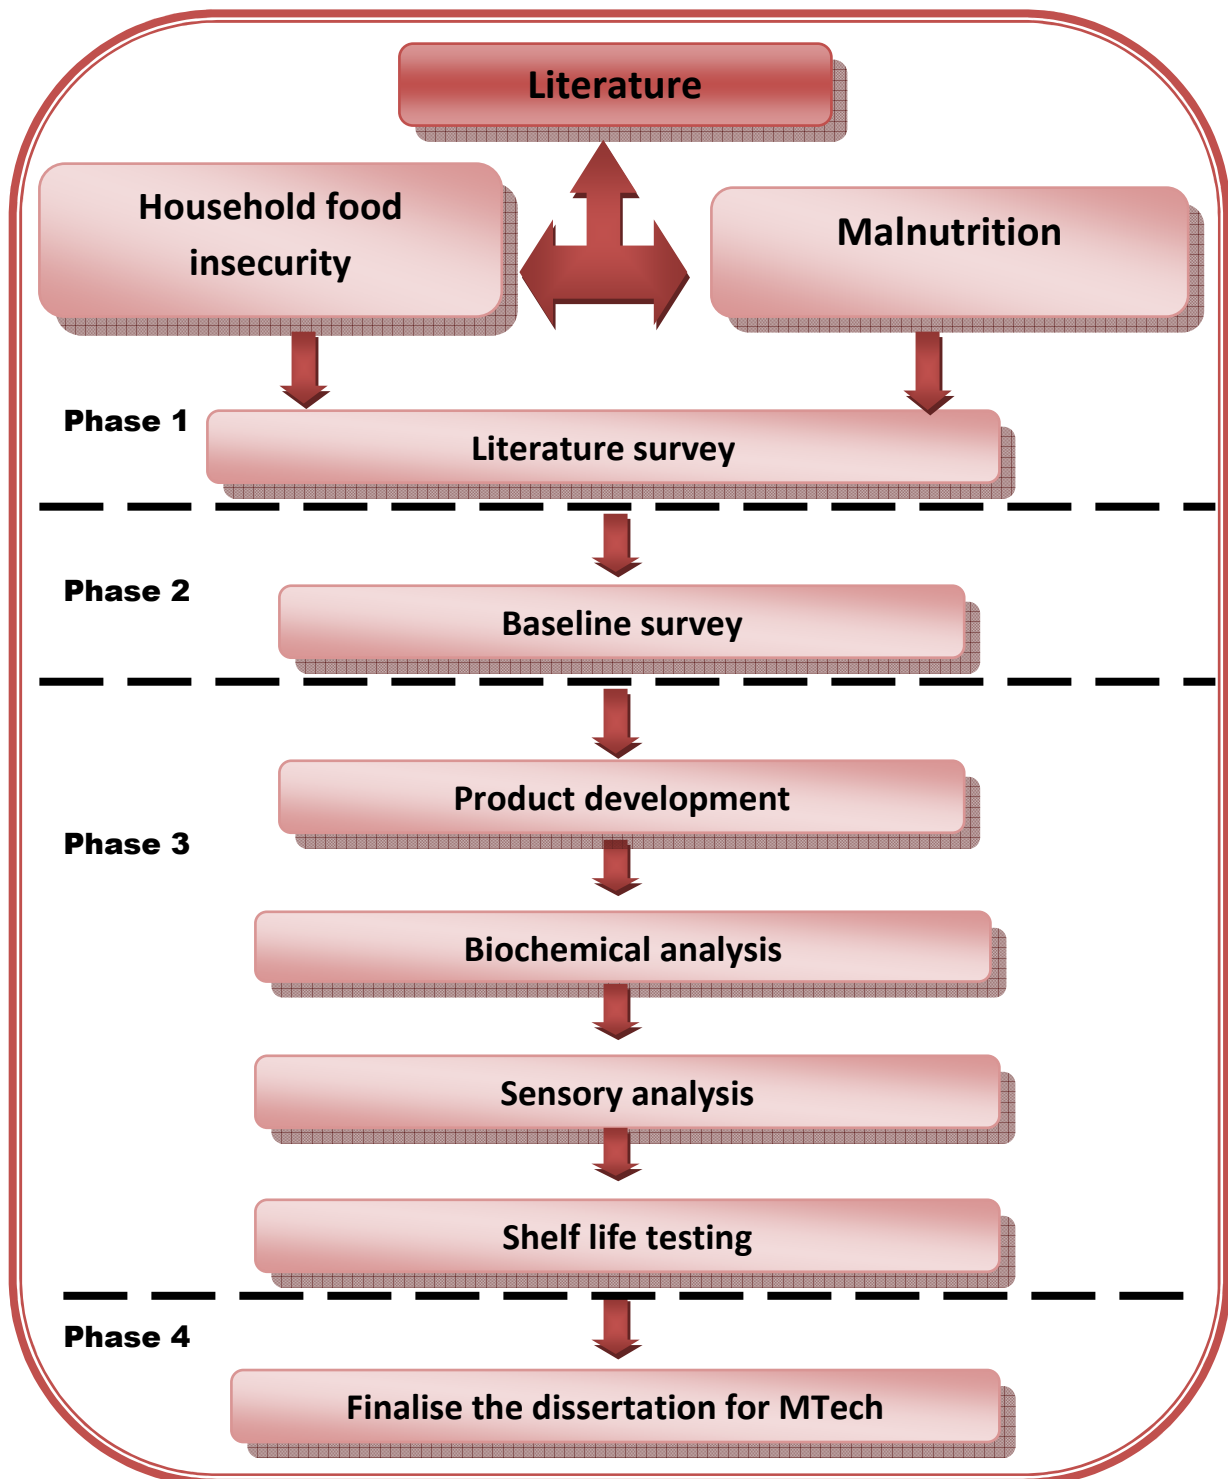 Literature
Household food
insecurity
Malnutrition
Phase 1
Literature survey
Phase 2
Baseline survey
Product development
Phase 3
Biochemical analysis
Sensory analysis
Shelf life testing
Phase 4
Finalise the dissertation for MTech